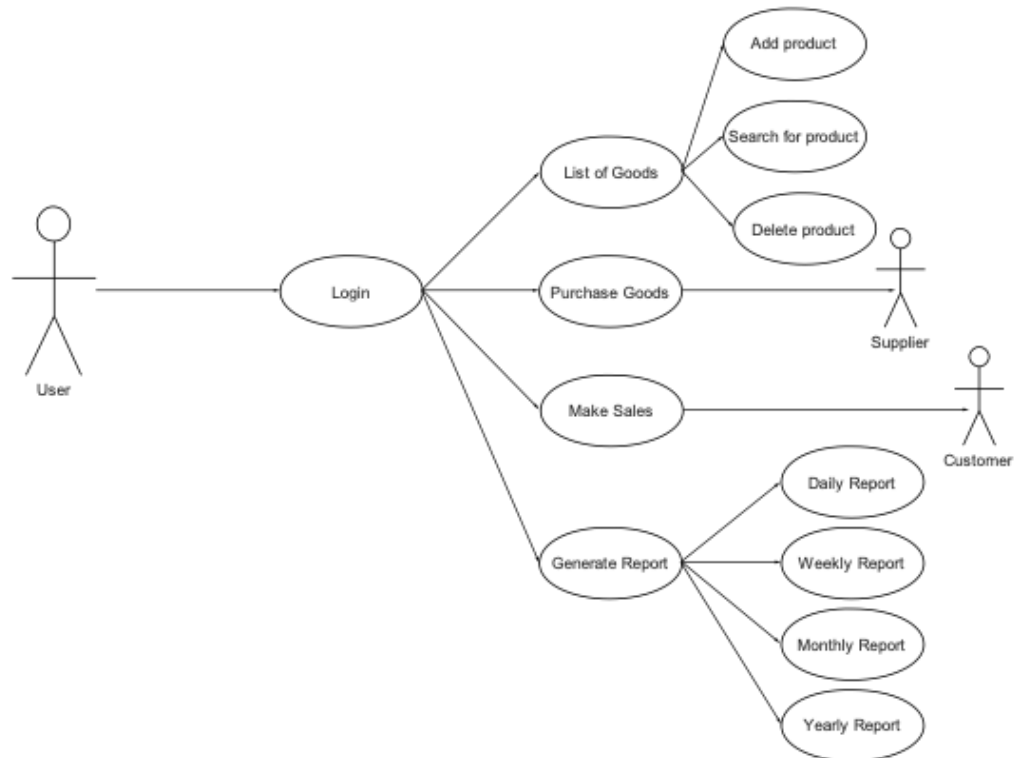 Add product
Search for product
List of Goods
Delete product
Login
Purchase Goods
Supplier
User
Make Sales
Customer
Daily Report
Generate Report
Weekly Report
Monthly Report
Yearly Report